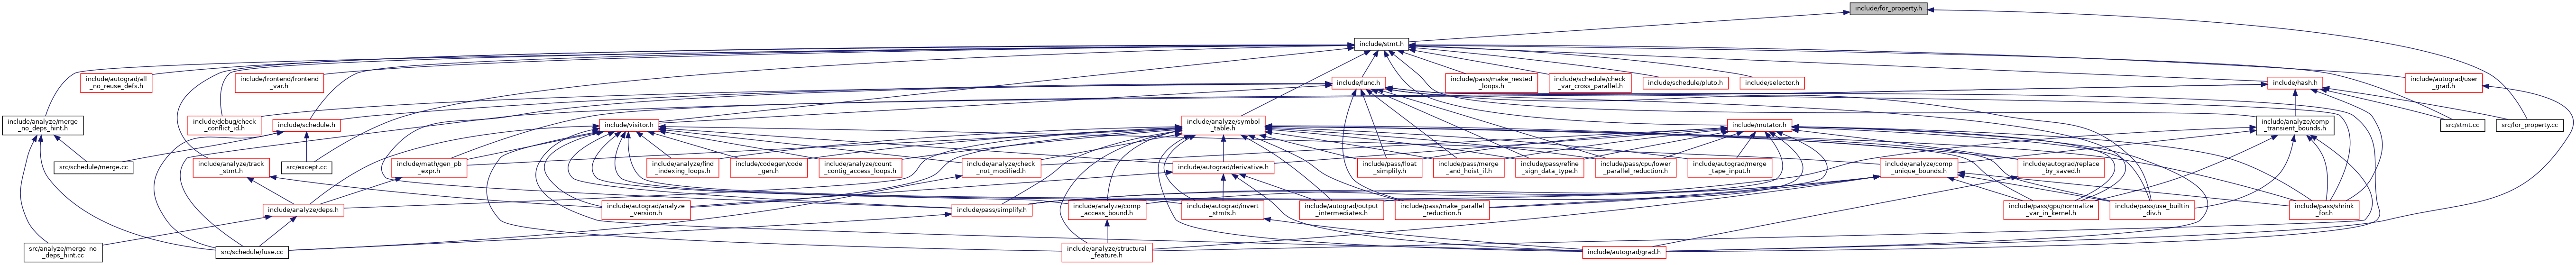 include/for_property.h
include/stmt.h
include/autograd/all
_no_reuse_defs.h
include/frontend/frontend
_var.h
include/func.h
include/pass/make_nested
_loops.h
include/schedule/check
_var_cross_parallel.h
include/schedule/pluto.h
include/selector.h
include/hash.h
include/autograd/user
_grad.h
include/analyze/merge
_no_deps_hint.h
include/debug/check
_conflict_id.h
include/schedule.h
include/visitor.h
include/analyze/symbol
_table.h
include/mutator.h
include/analyze/comp
_transient_bounds.h
src/stmt.cc
src/for_property.cc
src/schedule/merge.cc
include/analyze/track
_stmt.h
src/except.cc
include/math/gen_pb
_expr.h
include/analyze/find
_indexing_loops.h
include/codegen/code
_gen.h
include/analyze/count
_contig_access_loops.h
include/analyze/check
_not_modified.h
include/autograd/derivative.h
include/pass/float
_simplify.h
include/pass/merge
_and_hoist_if.h
include/pass/refine
_sign_data_type.h
include/pass/cpu/lower
_parallel_reduction.h
include/autograd/merge
_tape_input.h
include/analyze/comp
_unique_bounds.h
include/autograd/replace
_by_saved.h
include/analyze/deps.h
include/autograd/analyze
_version.h
include/pass/simplify.h
include/analyze/comp
_access_bound.h
include/autograd/invert
_stmts.h
include/autograd/output
_intermediates.h
include/pass/make_parallel
_reduction.h
include/pass/gpu/normalize
_var_in_kernel.h
include/pass/use_builtin
_div.h
include/pass/shrink
_for.h
src/analyze/merge_no
_deps_hint.cc
src/schedule/fuse.cc
include/analyze/structural
_feature.h
include/autograd/grad.h